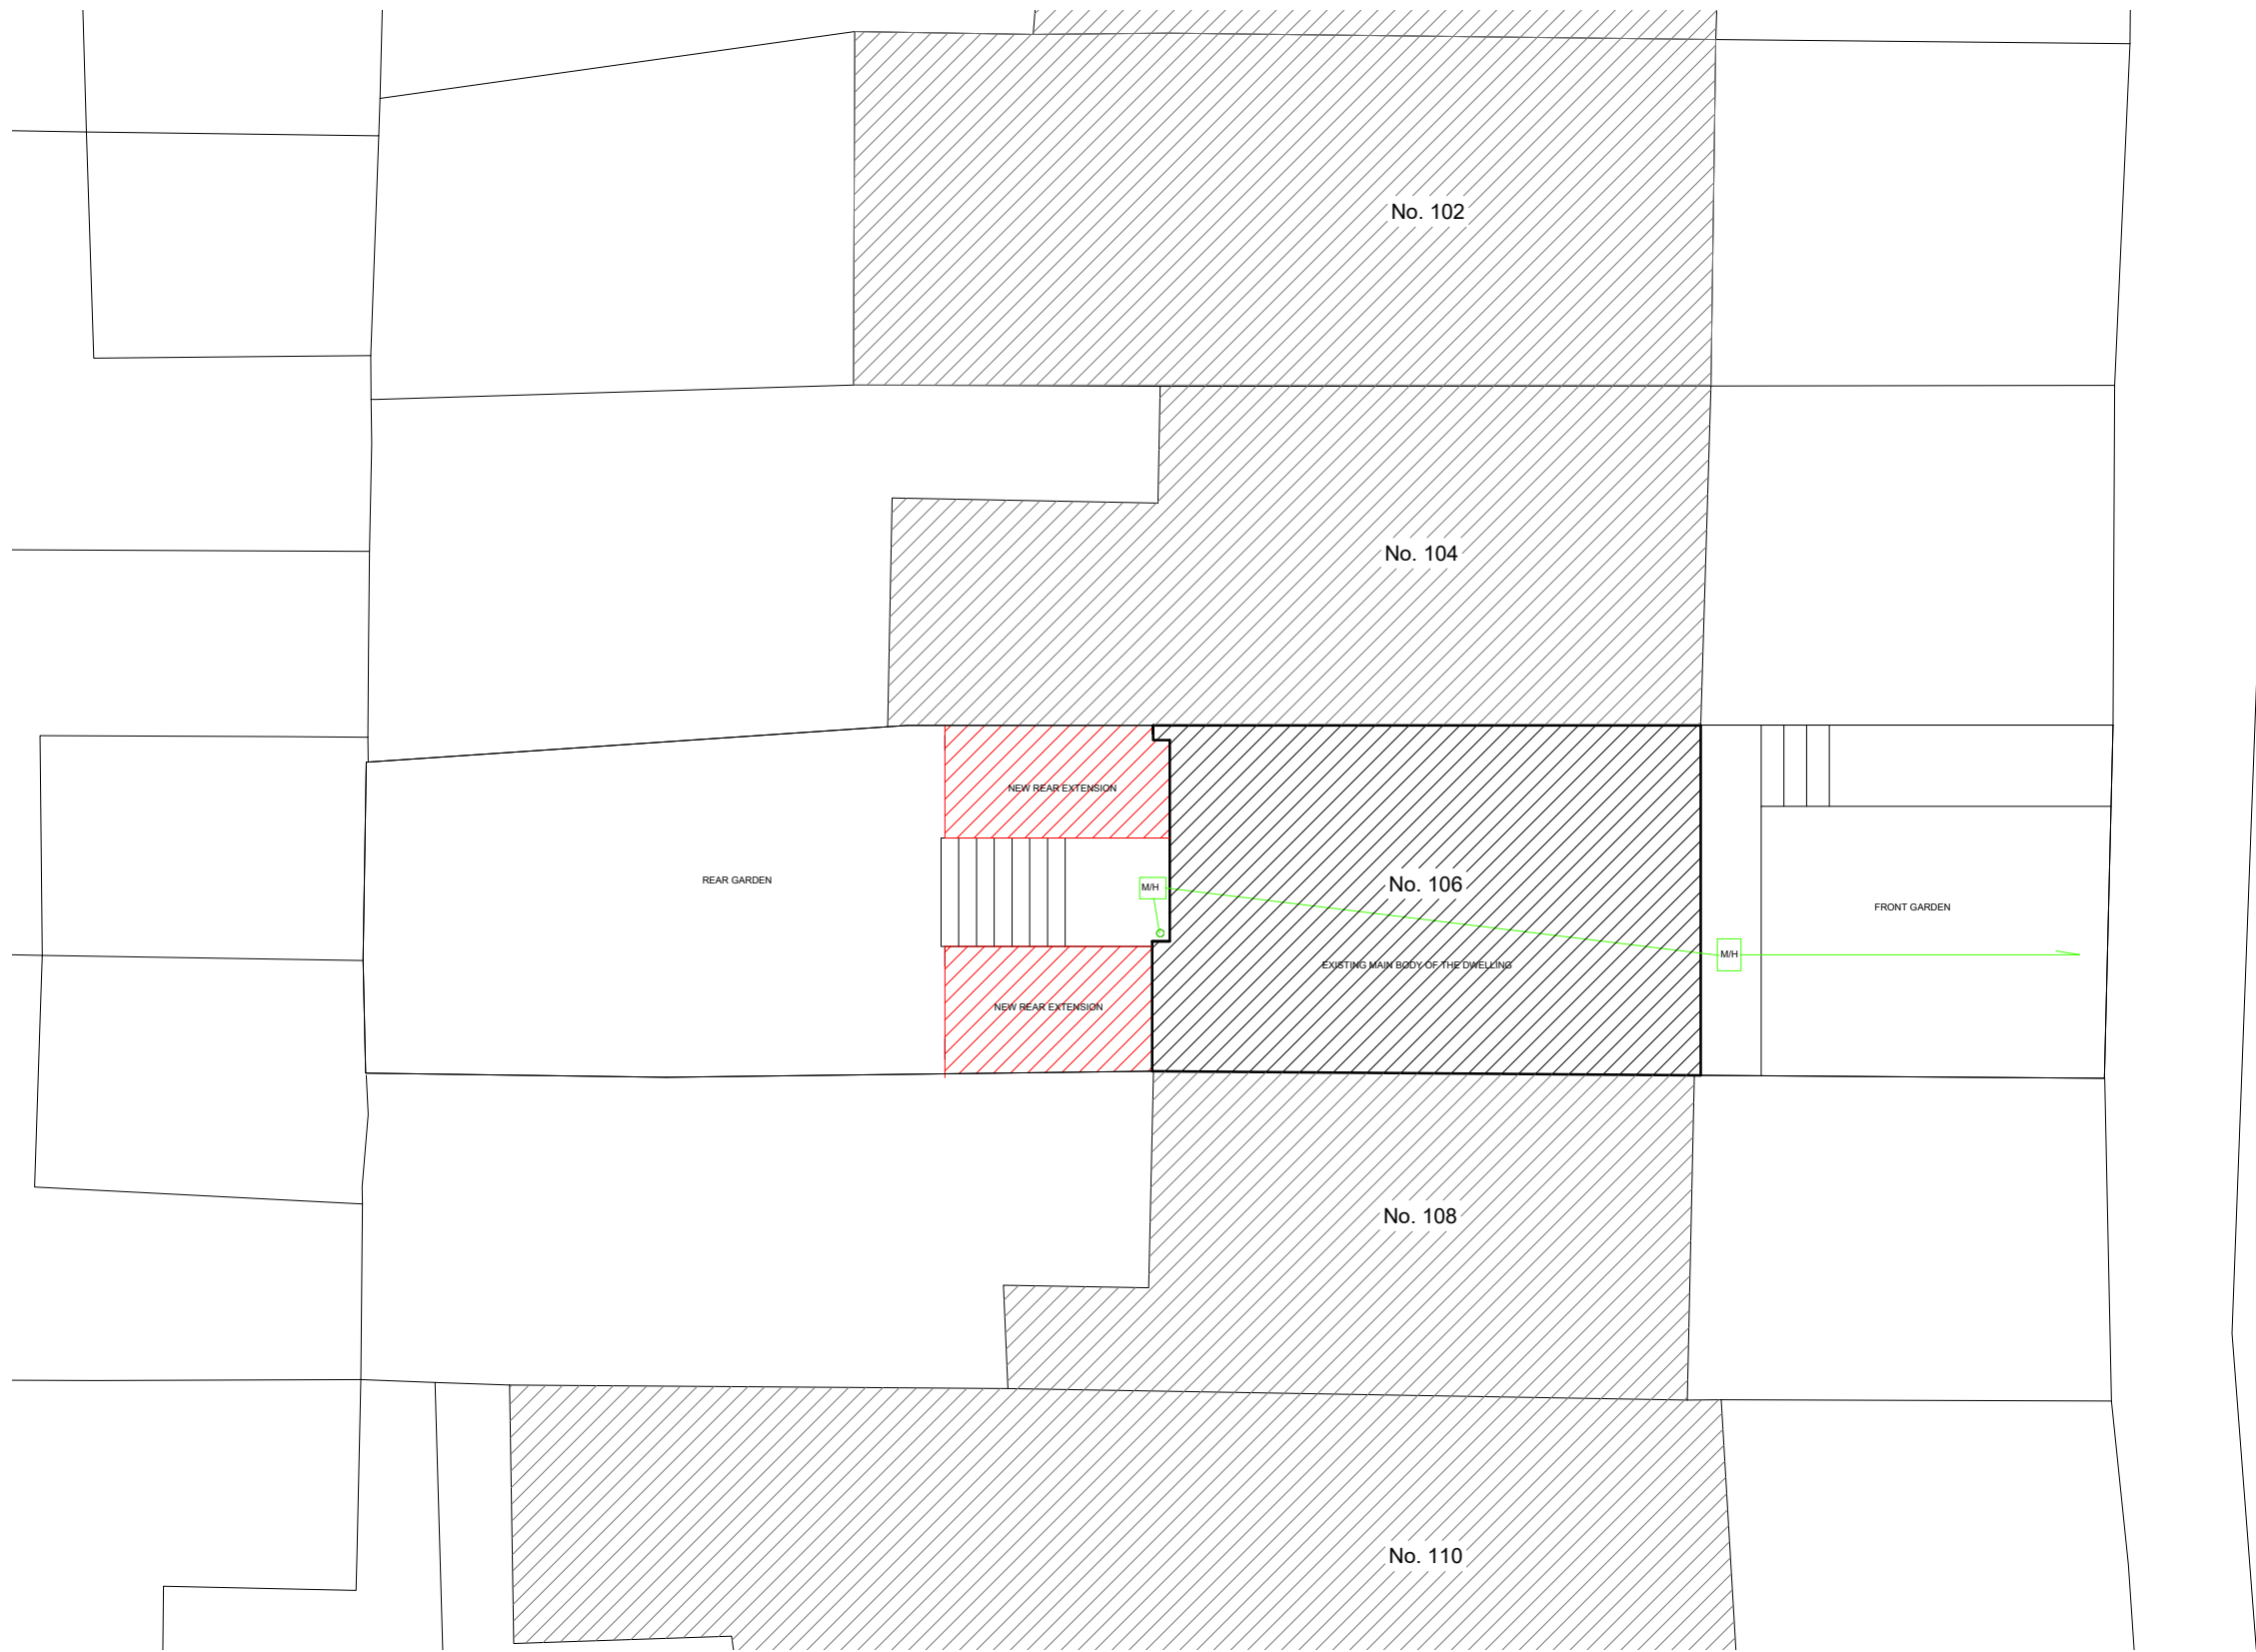 No. 102
No. 104
NEW REAR EXTENSION
REAR GARDEN
M/H
No. 106
FRONT GARDEN
M/H
EXISTING MAIN BODY OF THE DWELLING
NEW REAR EXTENSION
No. 108
No. 110